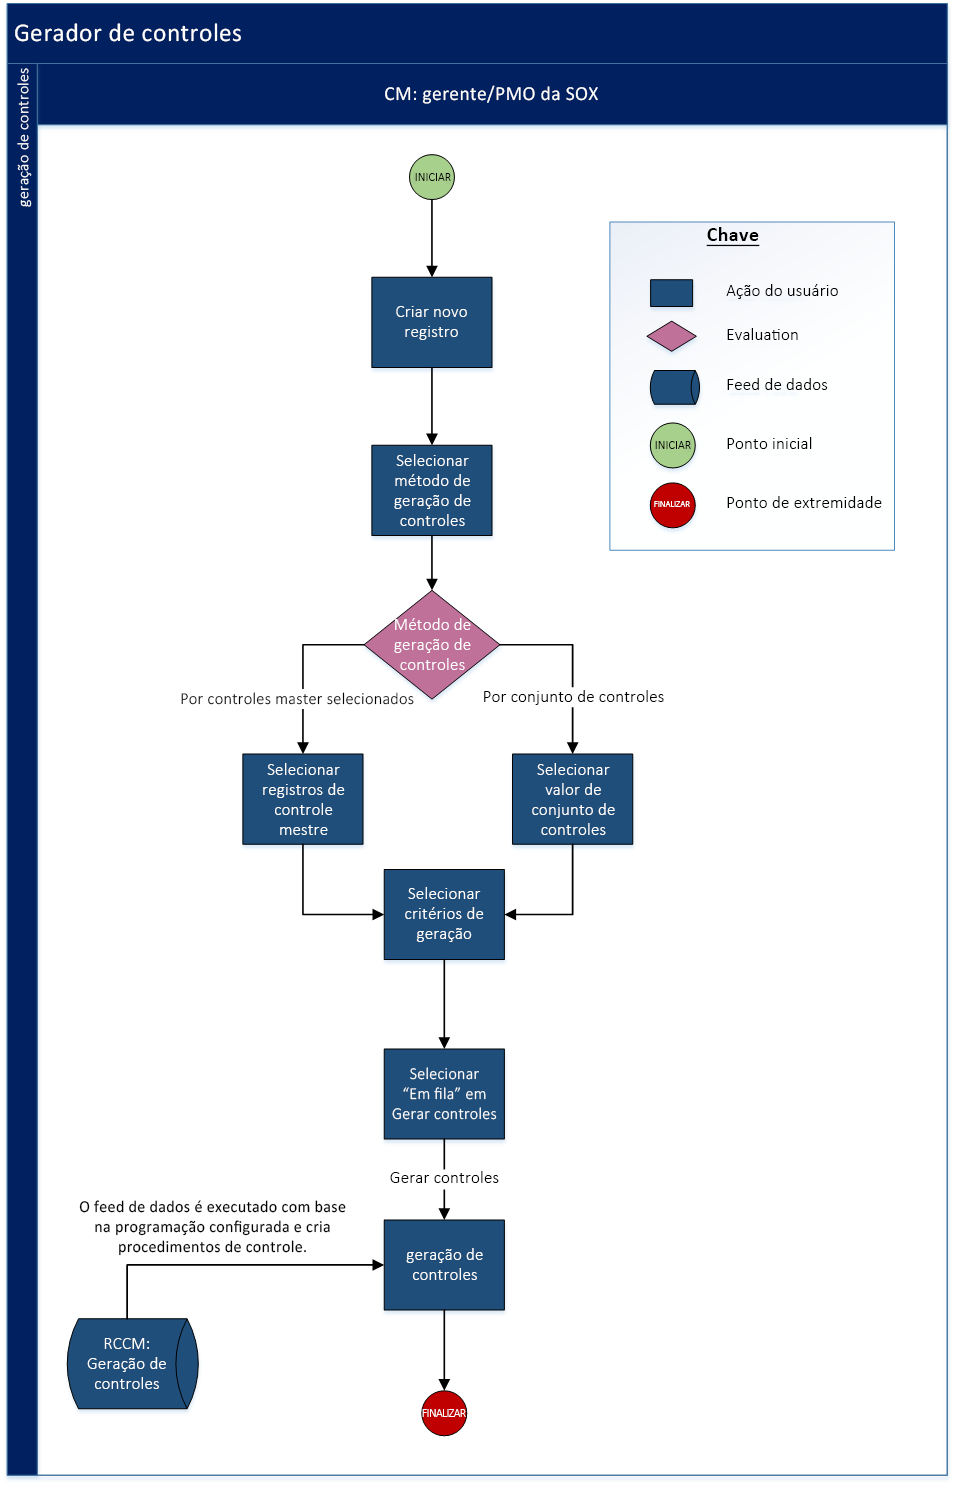 Gerador de controles
geração de controles
CM: gerente/PMO da SOX
INICIAR
Chave
Ação do usuário
Evaluation
Feed de dados
INICIAR
Ponto inicial
FINALIZAR
Ponto de extremidade
Criar novo
registro
Selecionar
método de
geração de
controles
Método de
geração de
controles
Por controles master selecionados
Por conjunto de controles
Selecionar
registros de
controle
mestre
Selecionar
valor de
conjunto de
controles
Selecionar
critérios de
geração
Selecionar
“Em fila” em
Gerar controles
Gerar controles
O feed de dados é executado com base
na programação configurada e cria
procedimentos de controle.
geração de
controles
RCCM:
Geração de
controles
FINALIZAR